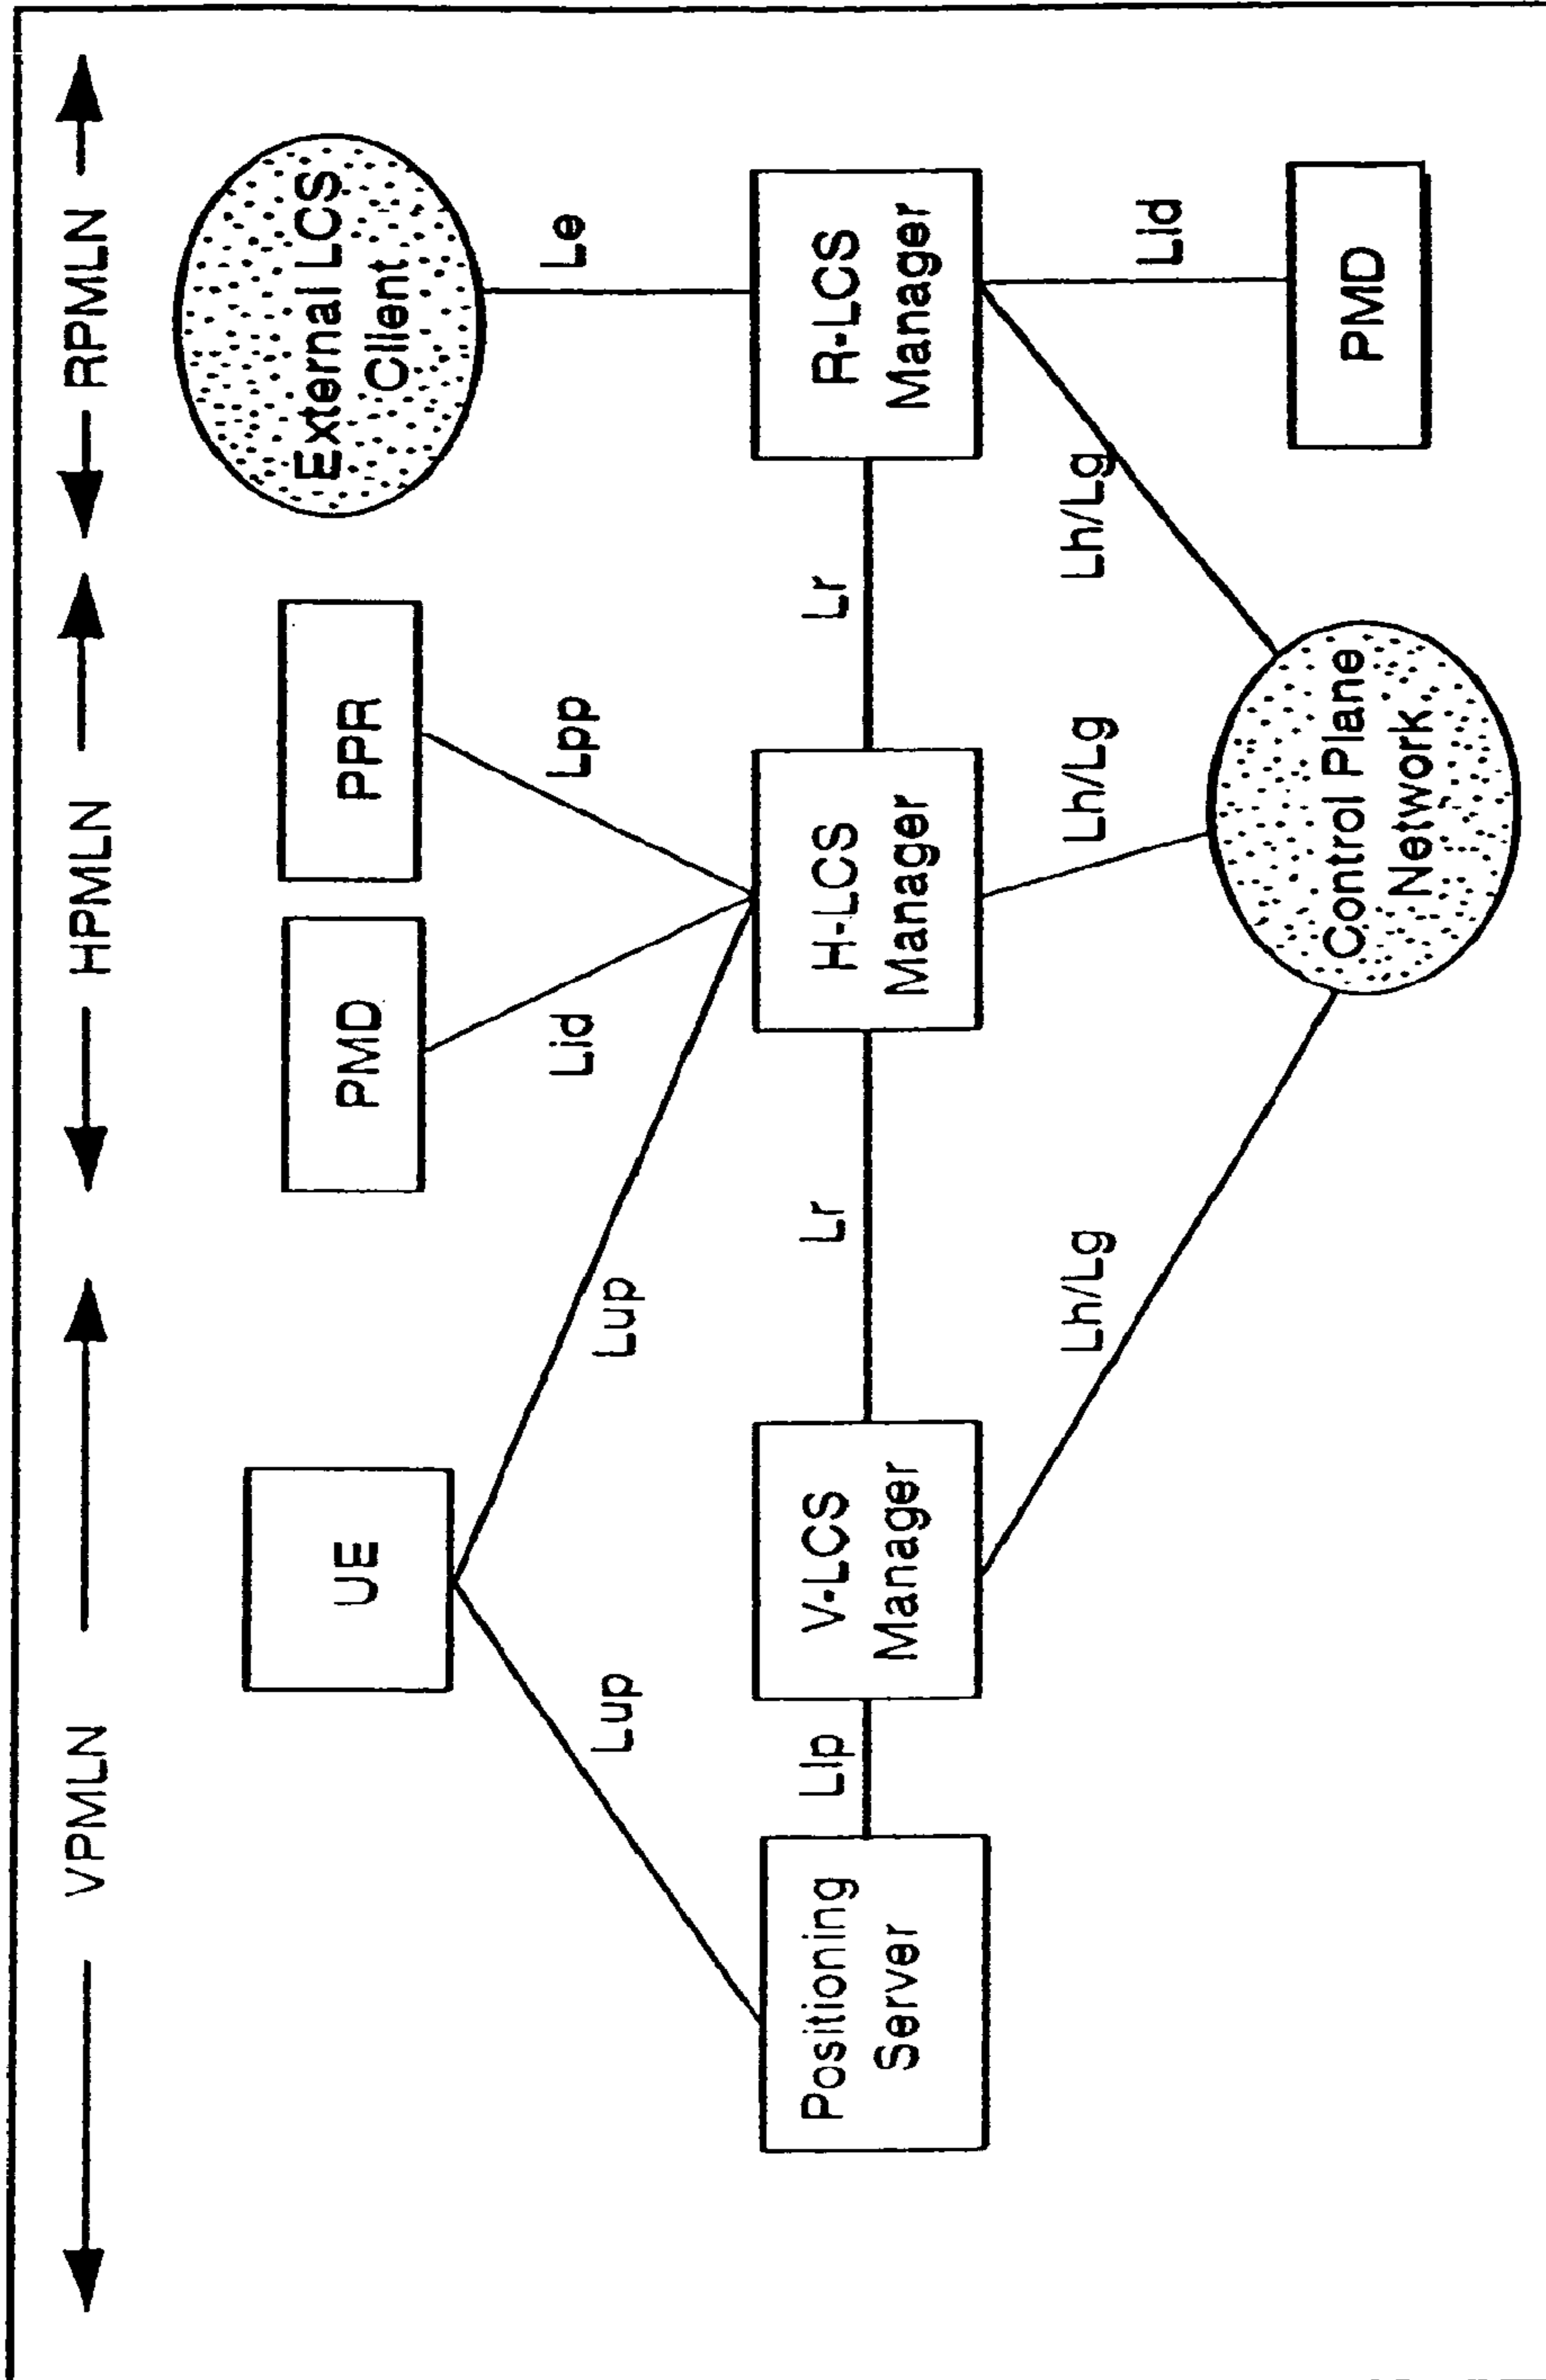 VPMLN
HPMLN
RPMLN
UE
PMD
PPR
External LCS
Client
Lup
Lup
Lid
Lpp
Le
Positioning
Server
Llp
V-LCS
Manager
Lr
H-LCS
Manager
Lr
R-LCS
Manager
Lh/Lg
Lh/Lg
Lh/Lg
Lid
Control Plane
Network
PMD